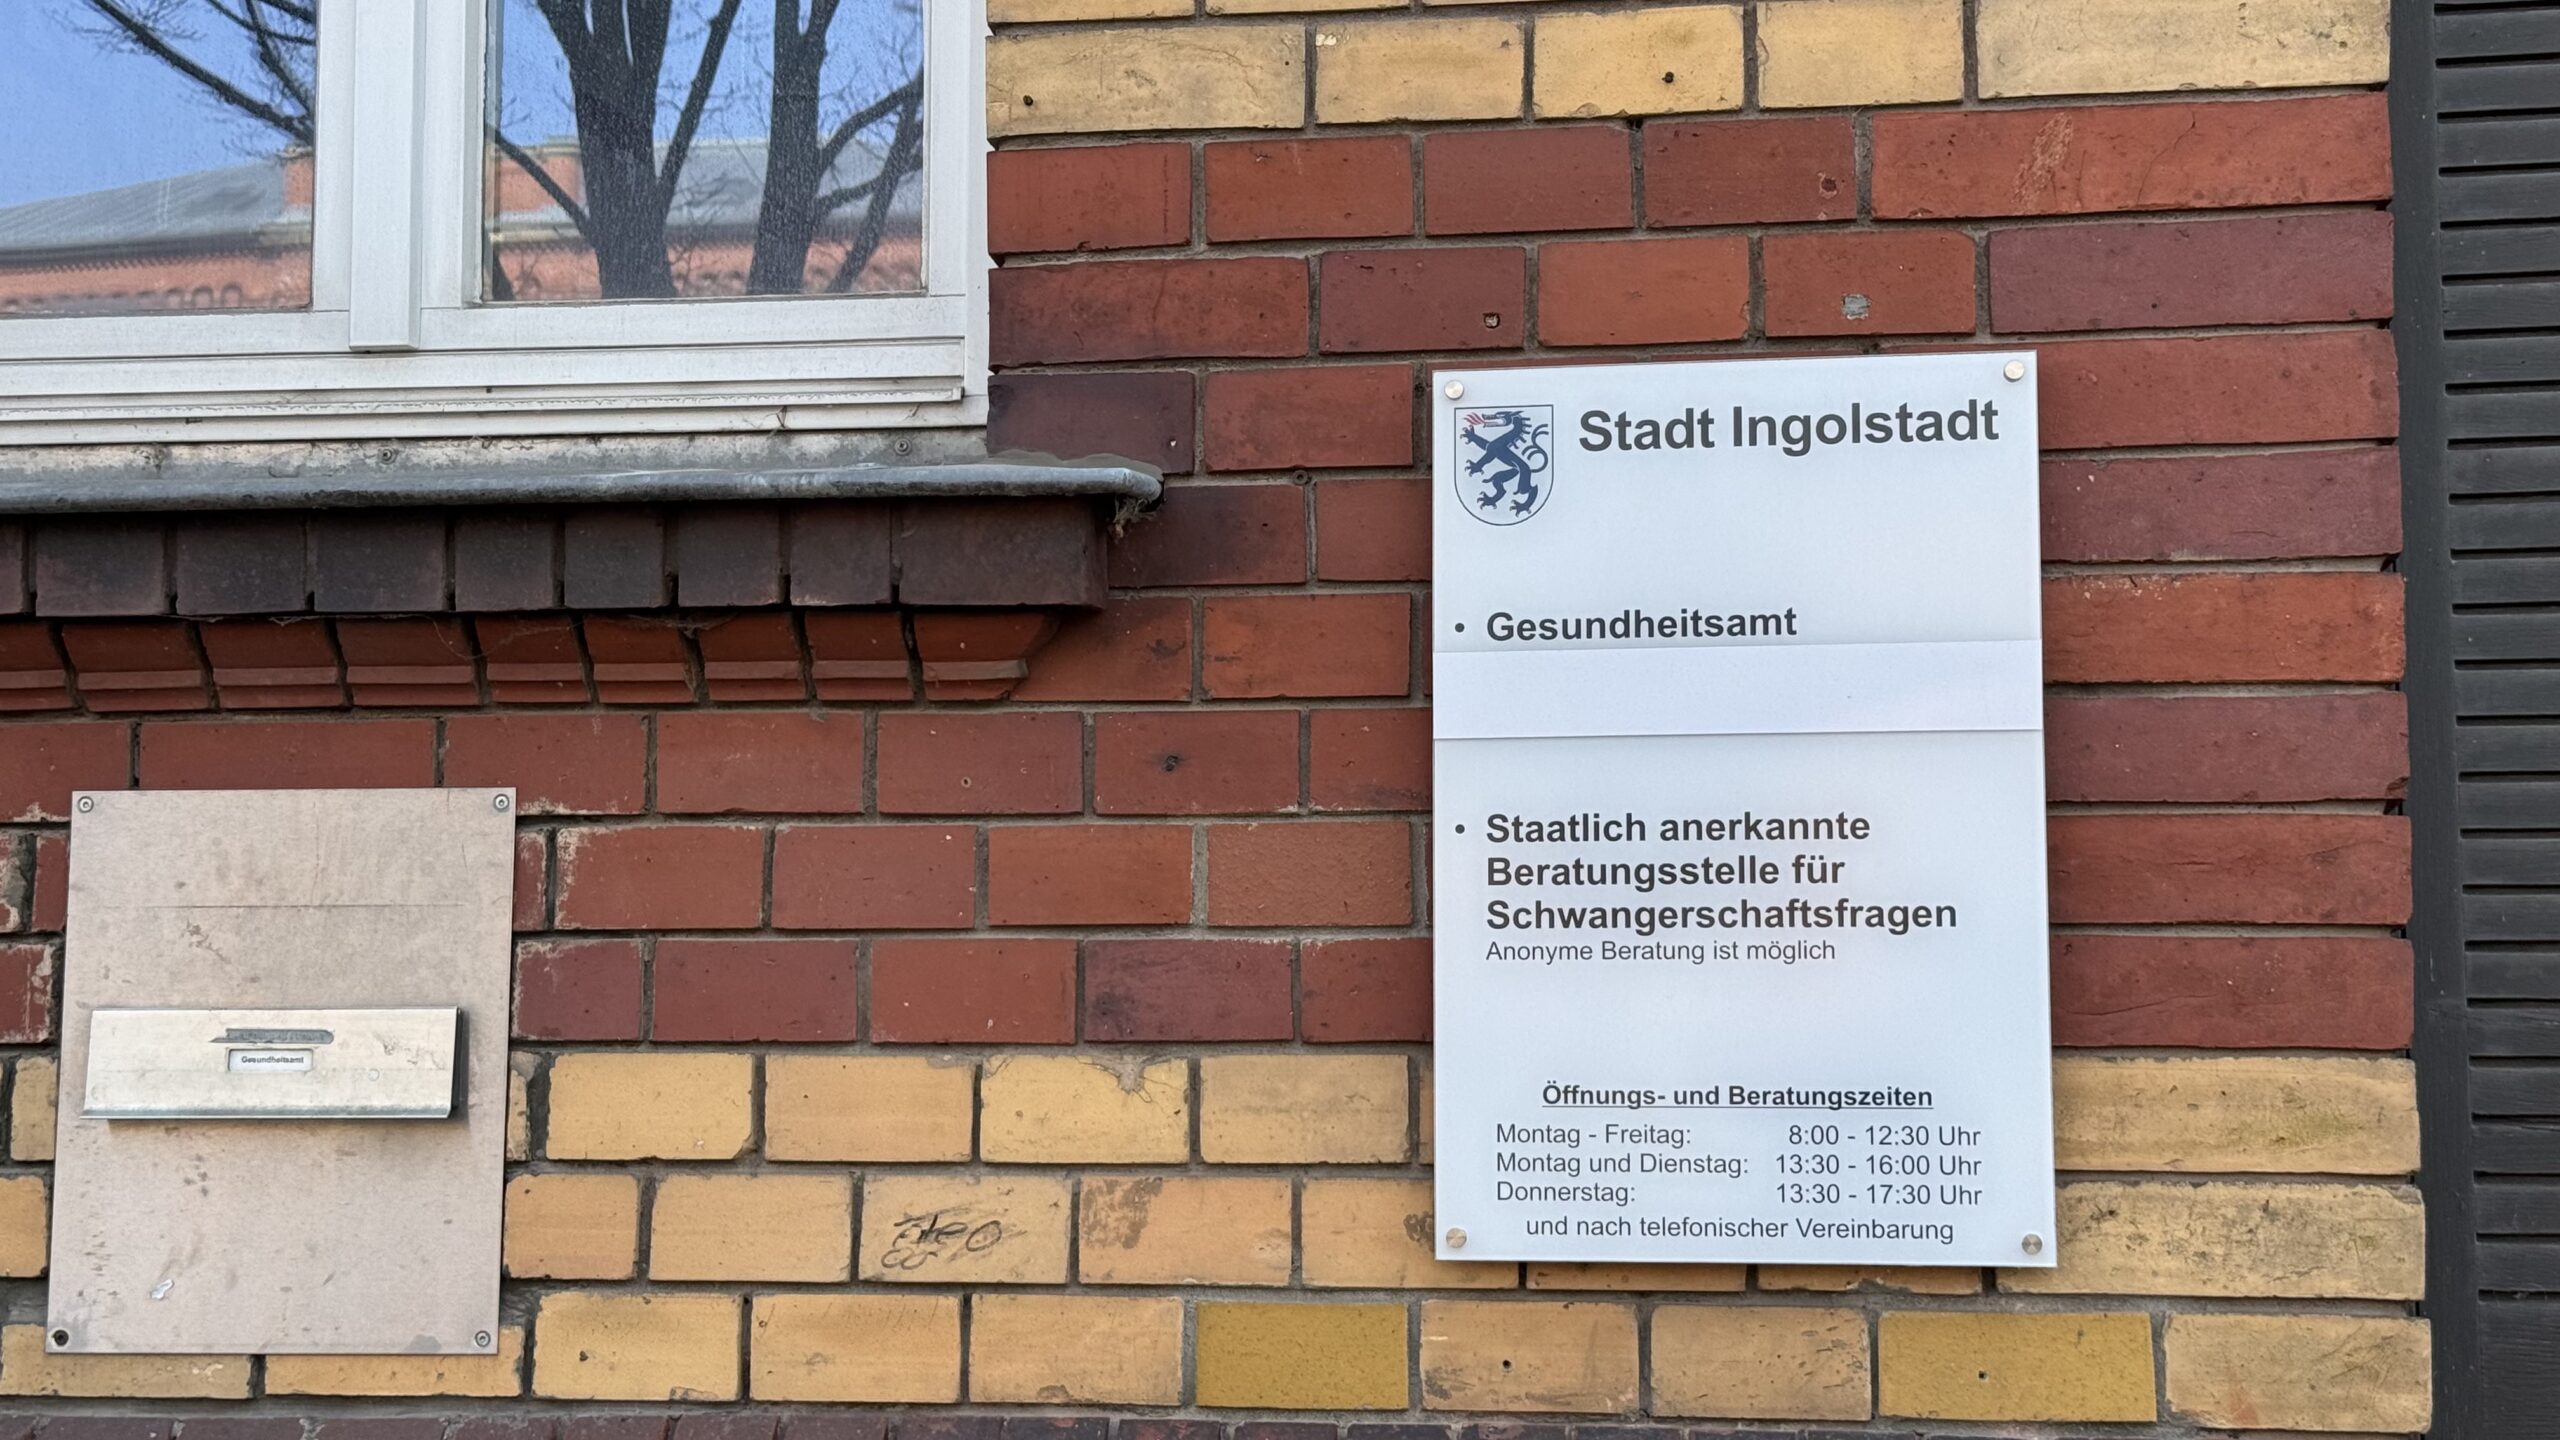 Stadt Ingolstadt
• Gesundheitsamt
• Staatlich anerkannte
Beratungsstelle für
Schwangerschaftsfragen
Anonyme Beratung ist möglich
Öffnungs- und Beratungszeiten
Montag - Freitag: 8:00 - 12:30 Uhr
Montag und Dienstag: 13:30 - 16:00 Uhr
Donnerstag: 13:30 - 17:30 Uhr
und nach telefonischer Vereinbarung
Gesundheitsamt